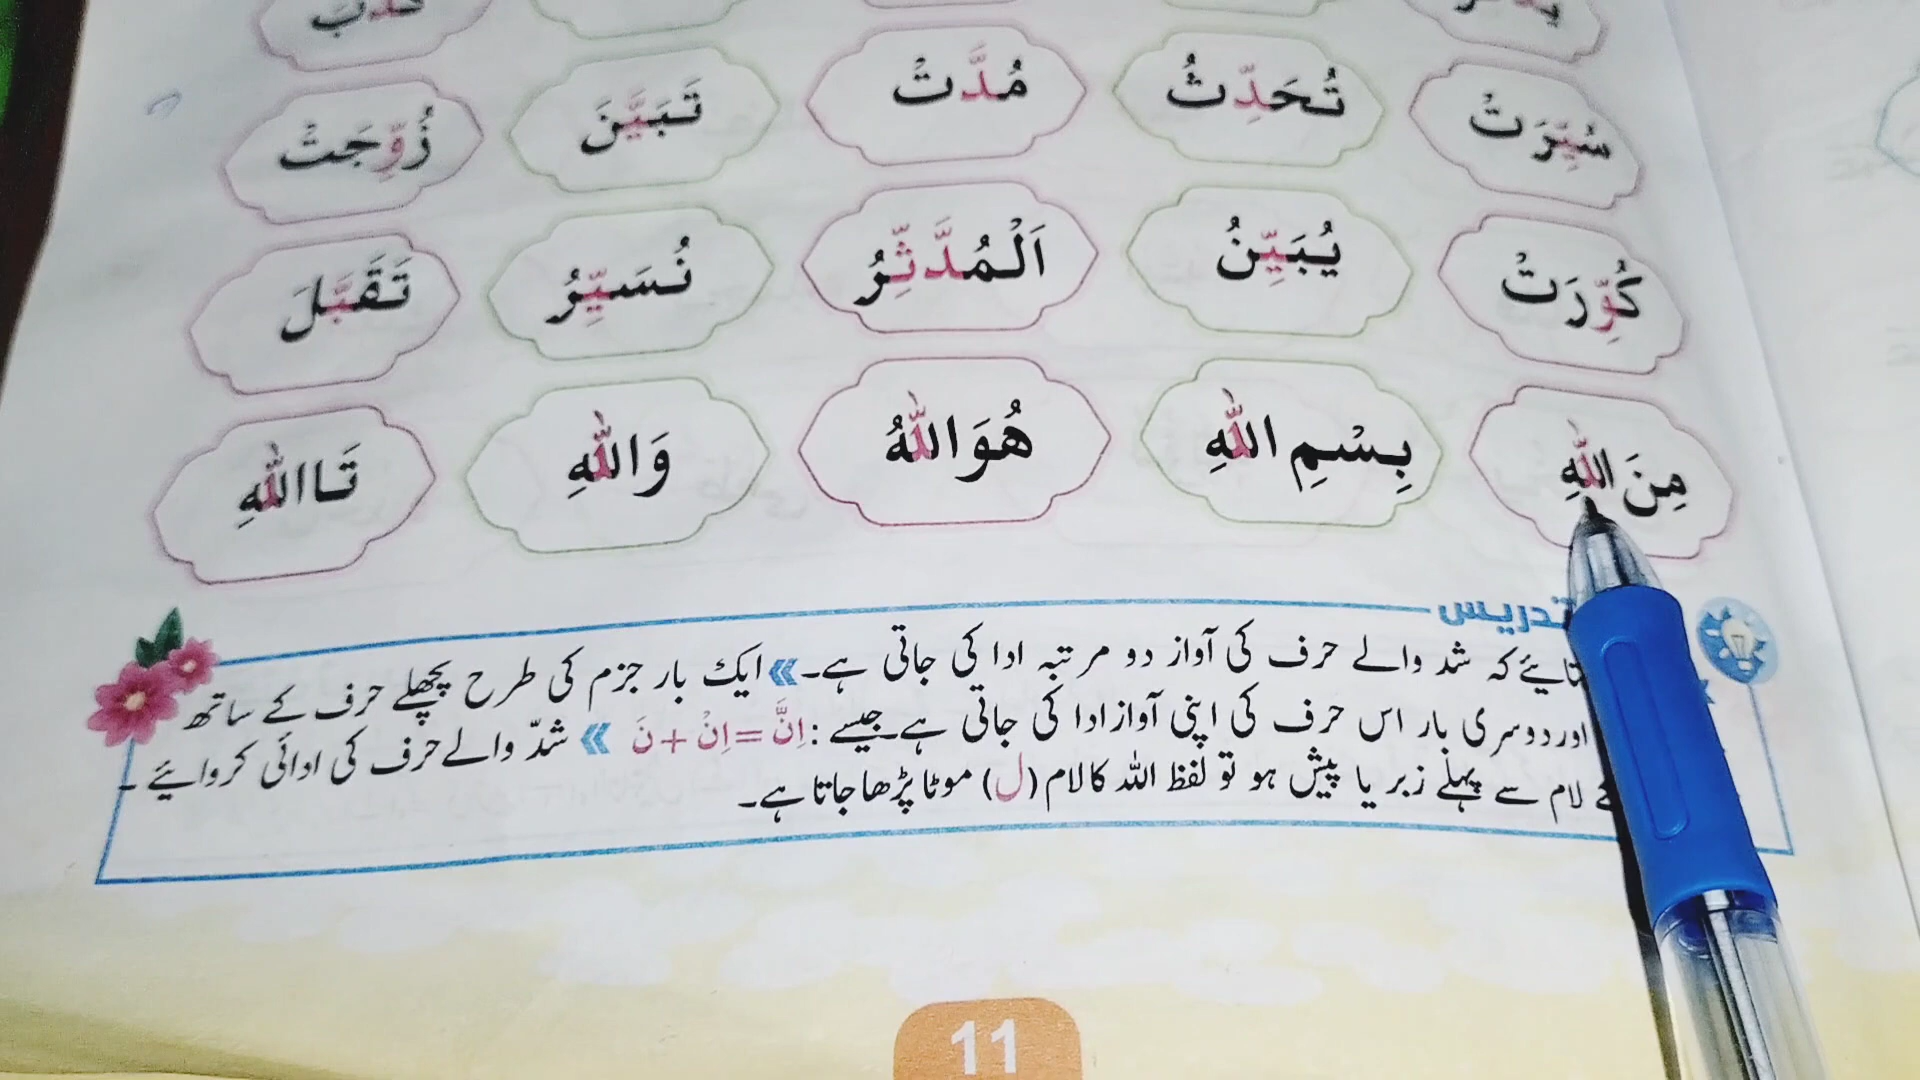 سُيِّرَتْ تُحَدِّثُ مُدَّتْ تَبَيَّنَ زُوِّجَتْ
كُوِّرَتْ يُبَيِّنُ اَلْمُدَّثِّرُ نُسَيِّرُ تَقَبَّلَ
مِنَ اللّٰهِ بِسْمِ اللّٰهِ هُوَ اللّٰهُ وَاللّٰهِ تَااللّٰهِ
تدریس
کہ شد والے حرف کی آواز دو مرتبہ ادا کی جاتی ہے۔ » ایک بار جزم کی طرح پچھلے حرف کے ساتھ
اور دوسری بار اس حرف کی اپنی آواز ادا کی جاتی ہے۔ جیسے : اِنَّ = اِنْ + نَ » شدّ والے حرف کی ادائی کروائیے۔
لام سے پہلے زبر یا پیش ہو تو لفظ اللہ کا لام (ل) موٹا پڑھا جاتا ہے۔
11